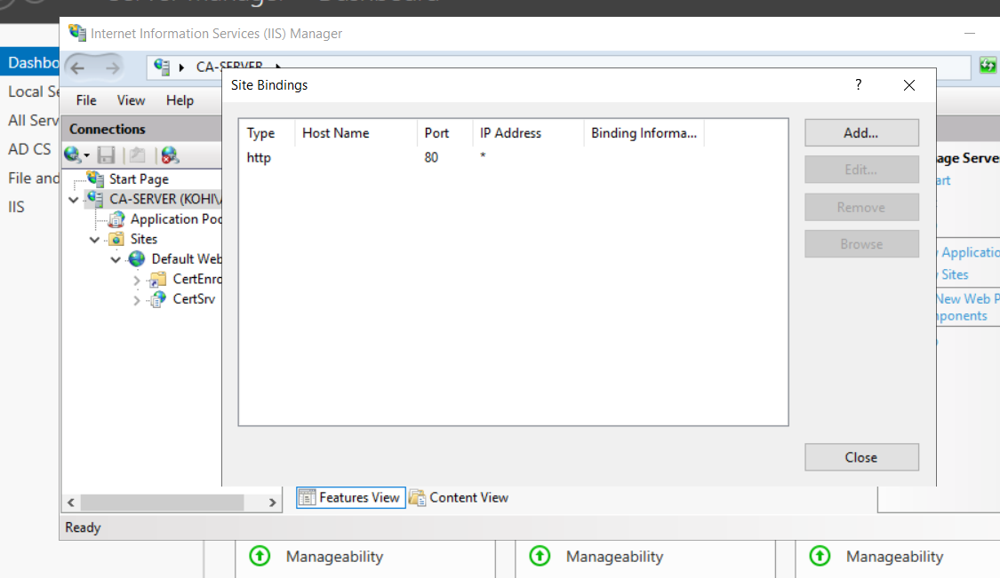 Internet Information Services (IIS) Manager
CA-SERVER
File View Help
Connections
Start Page
CA-SERVER (KOHI\
Application Poo
Sites
Default Web
CertEnro
CertSrv
Dashbo
Local Se
All Serv
AD CS
File and
IIS
Site Bindings
?
Type Host Name Port IP Address Binding Informa...
http 80 *
Add...
Edit...
Remove
Browse
Close
age Server
art
Applicatio
Sites
New Web P
ponents
Features View Content View
Ready
Manageability Manageability Manageability